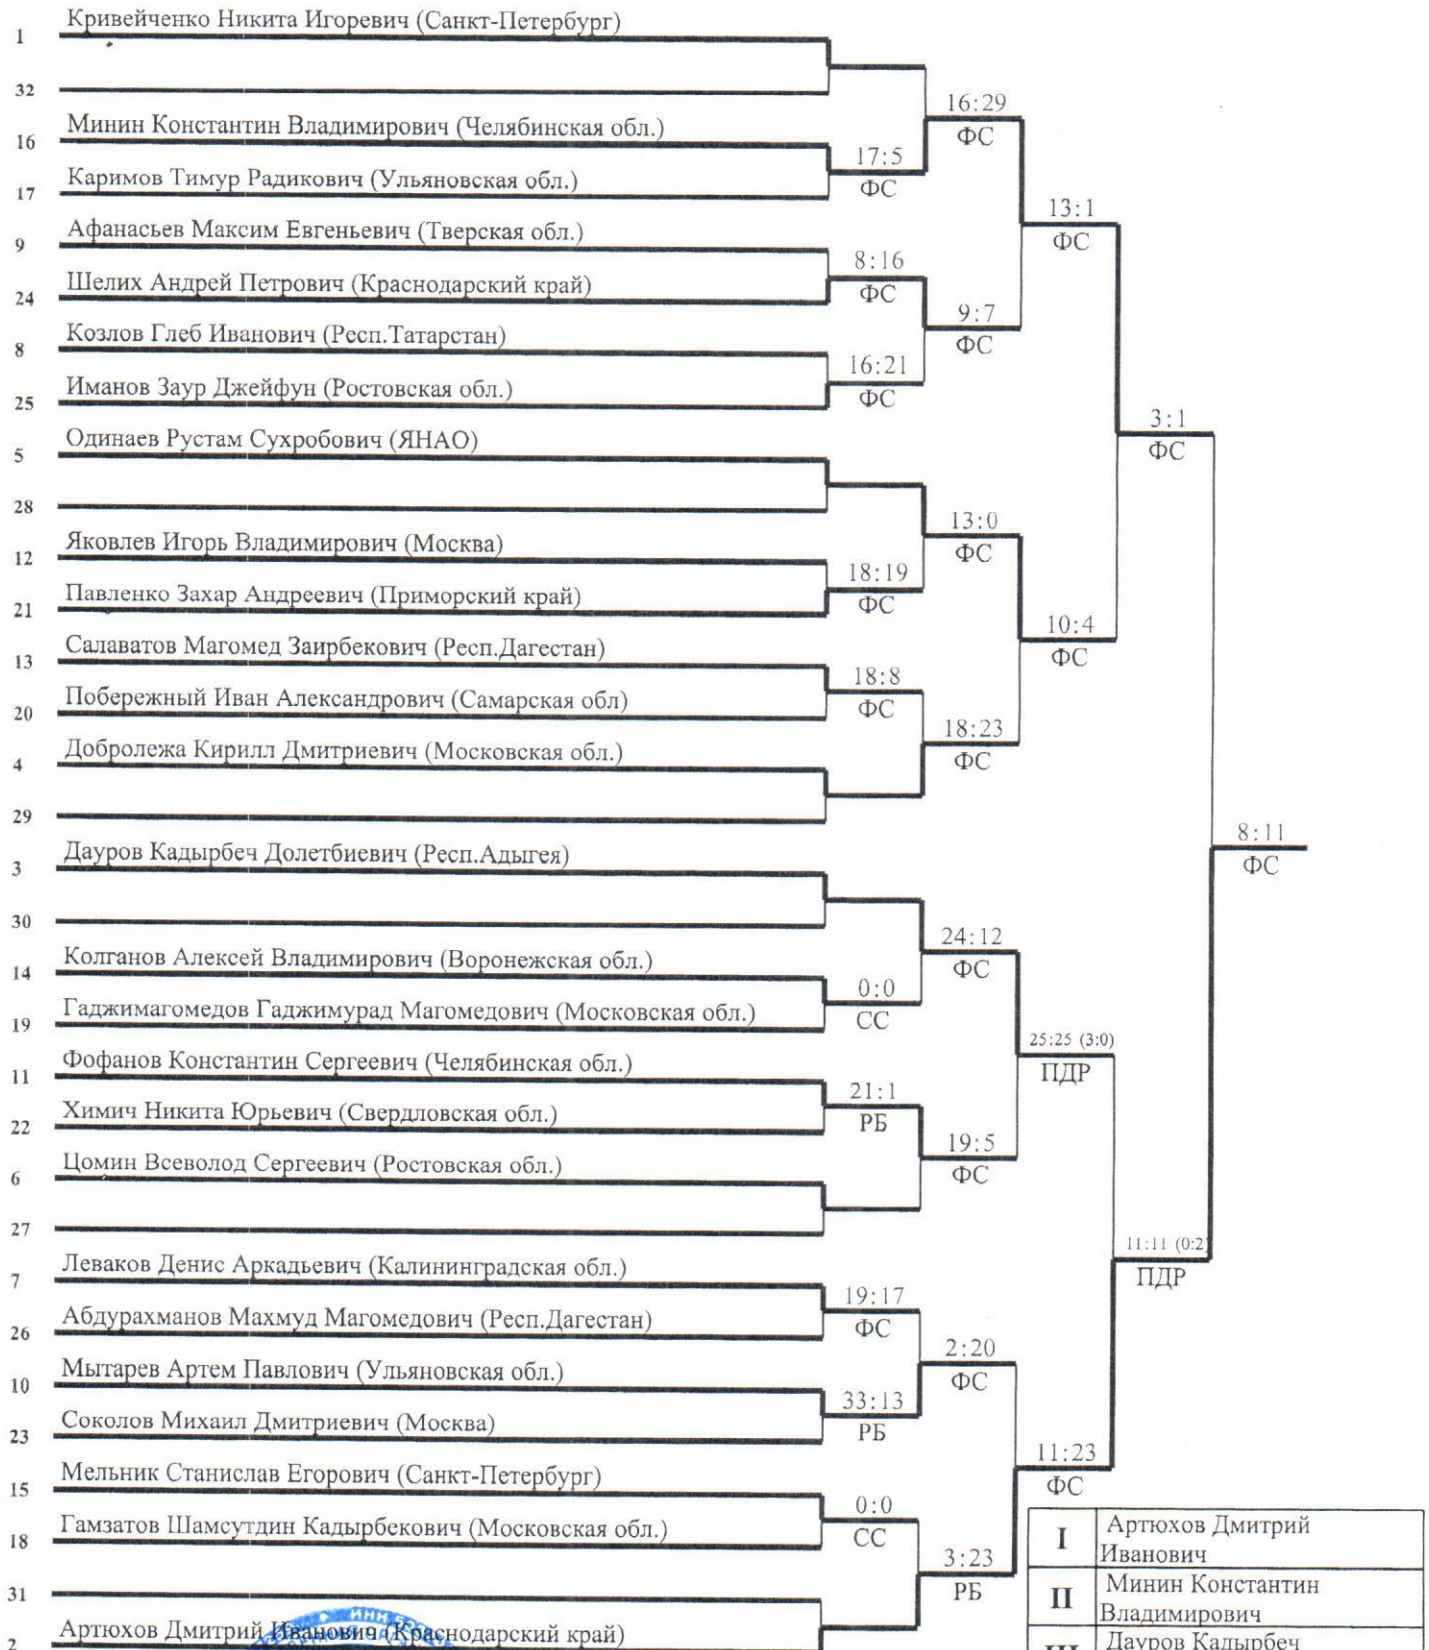 Кривейченко Никита Игоревич (Санкт-Петербург)
1
32
16:29
ФС
Минин Константин Владимирович (Челябинская обл.)
16
17:5
ФС
Каримов Тимур Радикович (Ульяновская обл.)
17
13:1
ФС
Афанасьев Максим Евгеньевич (Тверская обл.)
9
8:16
ФС
Шелих Андрей Петрович (Краснодарский край)
24
9:7
ФС
Козлов Глеб Иванович (Респ.Татарстан)
8
16:21
ФС
Иманов Заур Джейфун (Ростовская обл.)
25
3:1
ФС
Одинаев Рустам Сухробович (ЯНАО)
5
28
13:0
ФС
Яковлев Игорь Владимирович (Москва)
12
18:19
ФС
Павленко Захар Андреевич (Приморский край)
21
10:4
ФС
Салаватов Магомед Заирбекович (Респ.Дагестан)
13
18:8
ФС
Побережный Иван Александрович (Самарская обл)
20
18:23
ФС
Добролежа Кирилл Дмитриевич (Московская обл.)
4
29
8:11
ФС
Дауров Кадырбеч Долетбиевич (Респ.Адыгея)
3
30
24:12
ФС
Колганов Алексей Владимирович (Воронежская обл.)
14
0:0
СС
Гаджимагомедов Гаджимурад Магомедович (Московская обл.)
19
25:25 (3:0)
ПДР
Фофанов Константин Сергеевич (Челябинская обл.)
11
21:1
РБ
Химич Никита Юрьевич (Свердловская обл.)
22
19:5
ФС
Цомин Всеволод Сергеевич (Ростовская обл.)
6
27
11:11 (0:2)
ПДР
Леваков Денис Аркадьевич (Калининградская обл.)
7
19:17
ФС
Абдурахманов Махмуд Магомедович (Респ.Дагестан)
26
2:20
ФС
Мытарев Артем Павлович (Ульяновская обл.)
10
33:13
РБ
Соколов Михаил Дмитриевич (Москва)
23
11:23
ФС
Мельник Станислав Егорович (Санкт-Петербург)
15
0:0
СС
Гамзатов Шамсутдин Кадырбекович (Московская обл.)
18
3:23
РБ
31
Артюхов Дмитрий Иванович (Краснодарский край)
2
I Артюхов Дмитрий
Иванович
II Минин Константин
Владимирович
III Дауров Кадырбеч